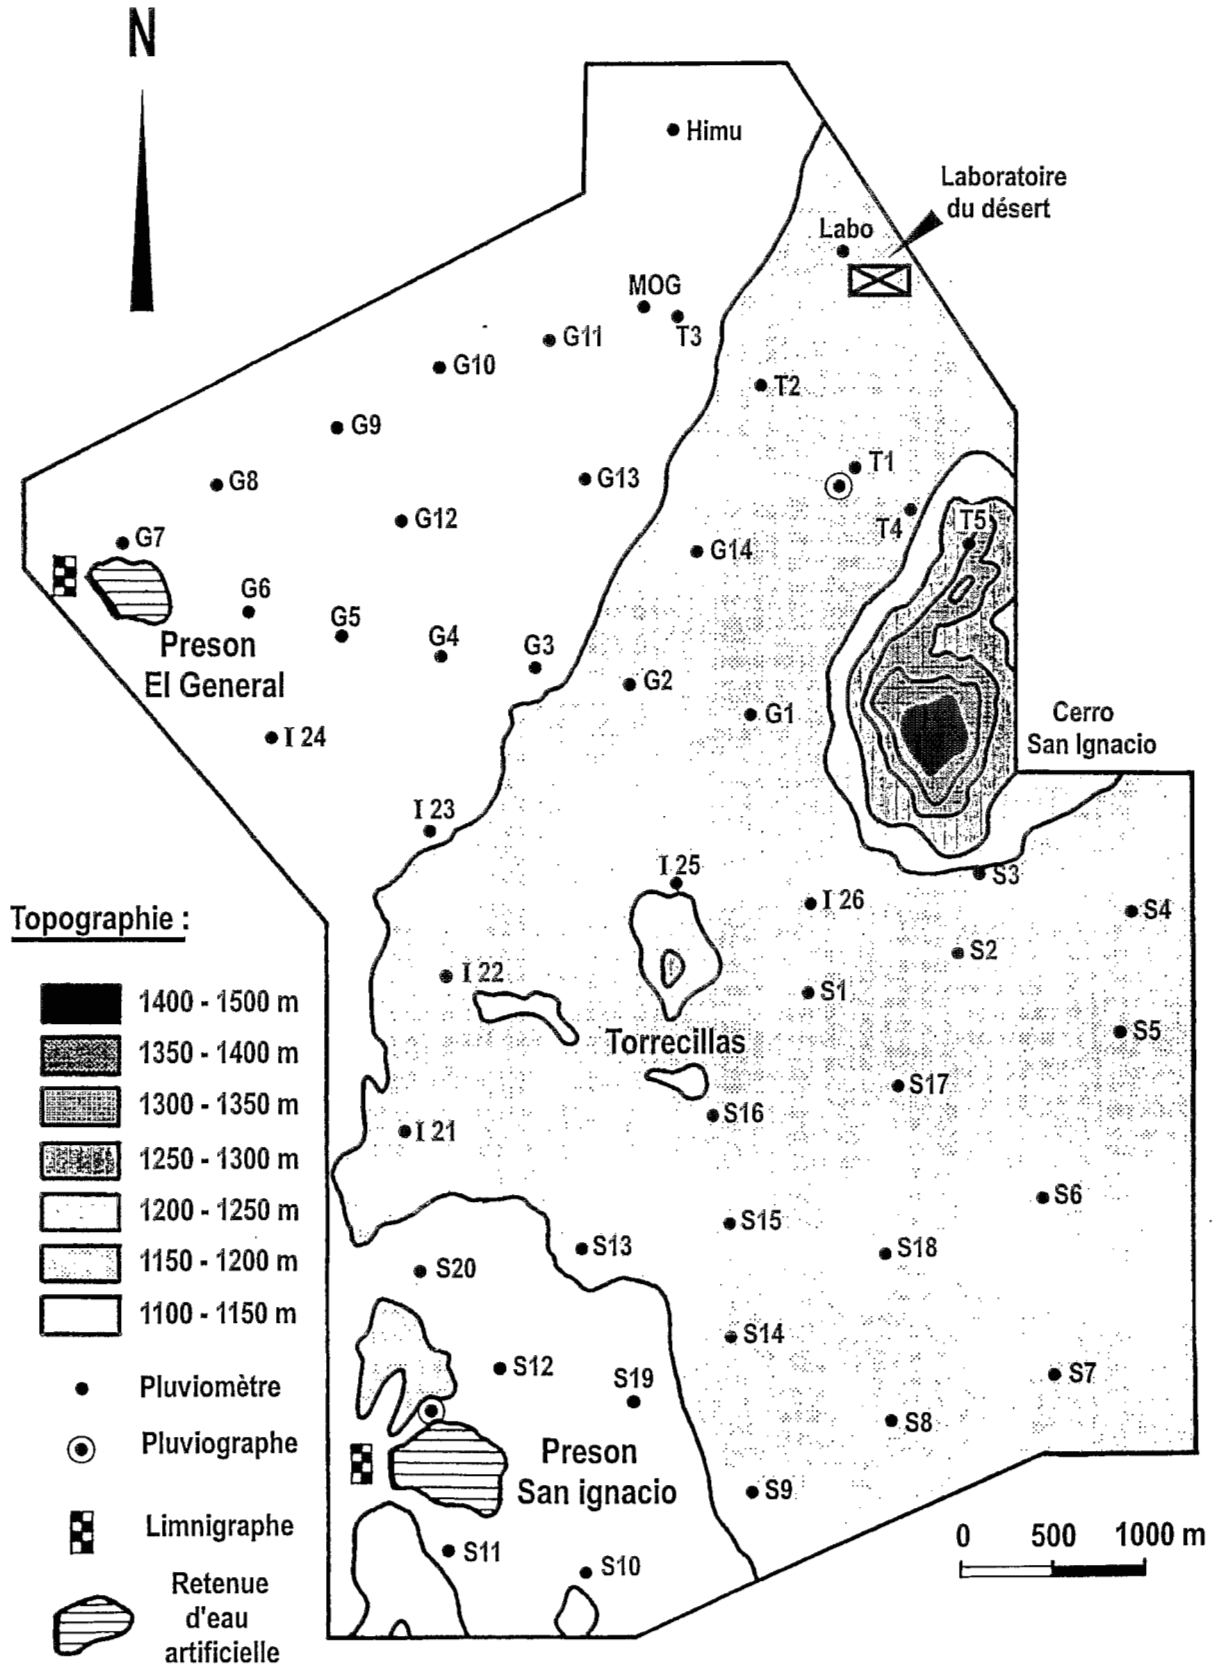 N
Himu
Laboratoire
du désert
Labo
MOG
T3
G11
G10
T2
G9
T1
G8
G13
T4
T5
G12
G7
G14
G6
G5
G4
G3
Preson
El General
G2
G1
Cerro
San Ignacio
I 24
I 23
I 25
S3
I 26
S4
Topographie :
S2
I 22
S1
1400 - 1500 m
S5
Torrecillas
1350 - 1400 m
S17
1300 - 1350 m
S16
I 21
1250 - 1300 m
S6
1200 - 1250 m
S15
S13
S18
1150 - 1200 m
S20
1100 - 1150 m
S14
S12
S7
Pluviomètre
S19
S8
Pluviographe
Preson
San ignacio
S9
Limnigraphe
0 500 1000 m
S11
S10
Retenue
d'eau
artificielle